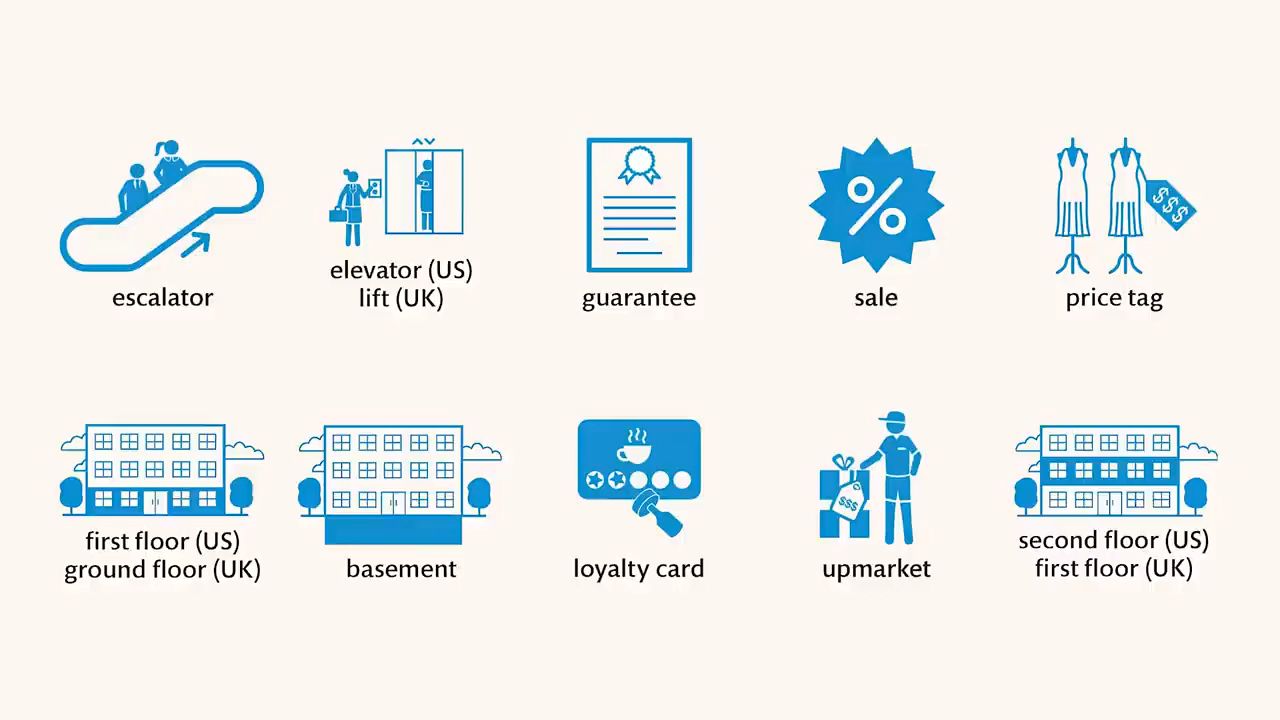 escalator
elevator (US)
lift (UK)
guarantee
%
sale
$$$
price tag
first floor (US)
ground floor (UK)
basement
loyalty card
$$$
upmarket
second floor (US)
first floor (UK)